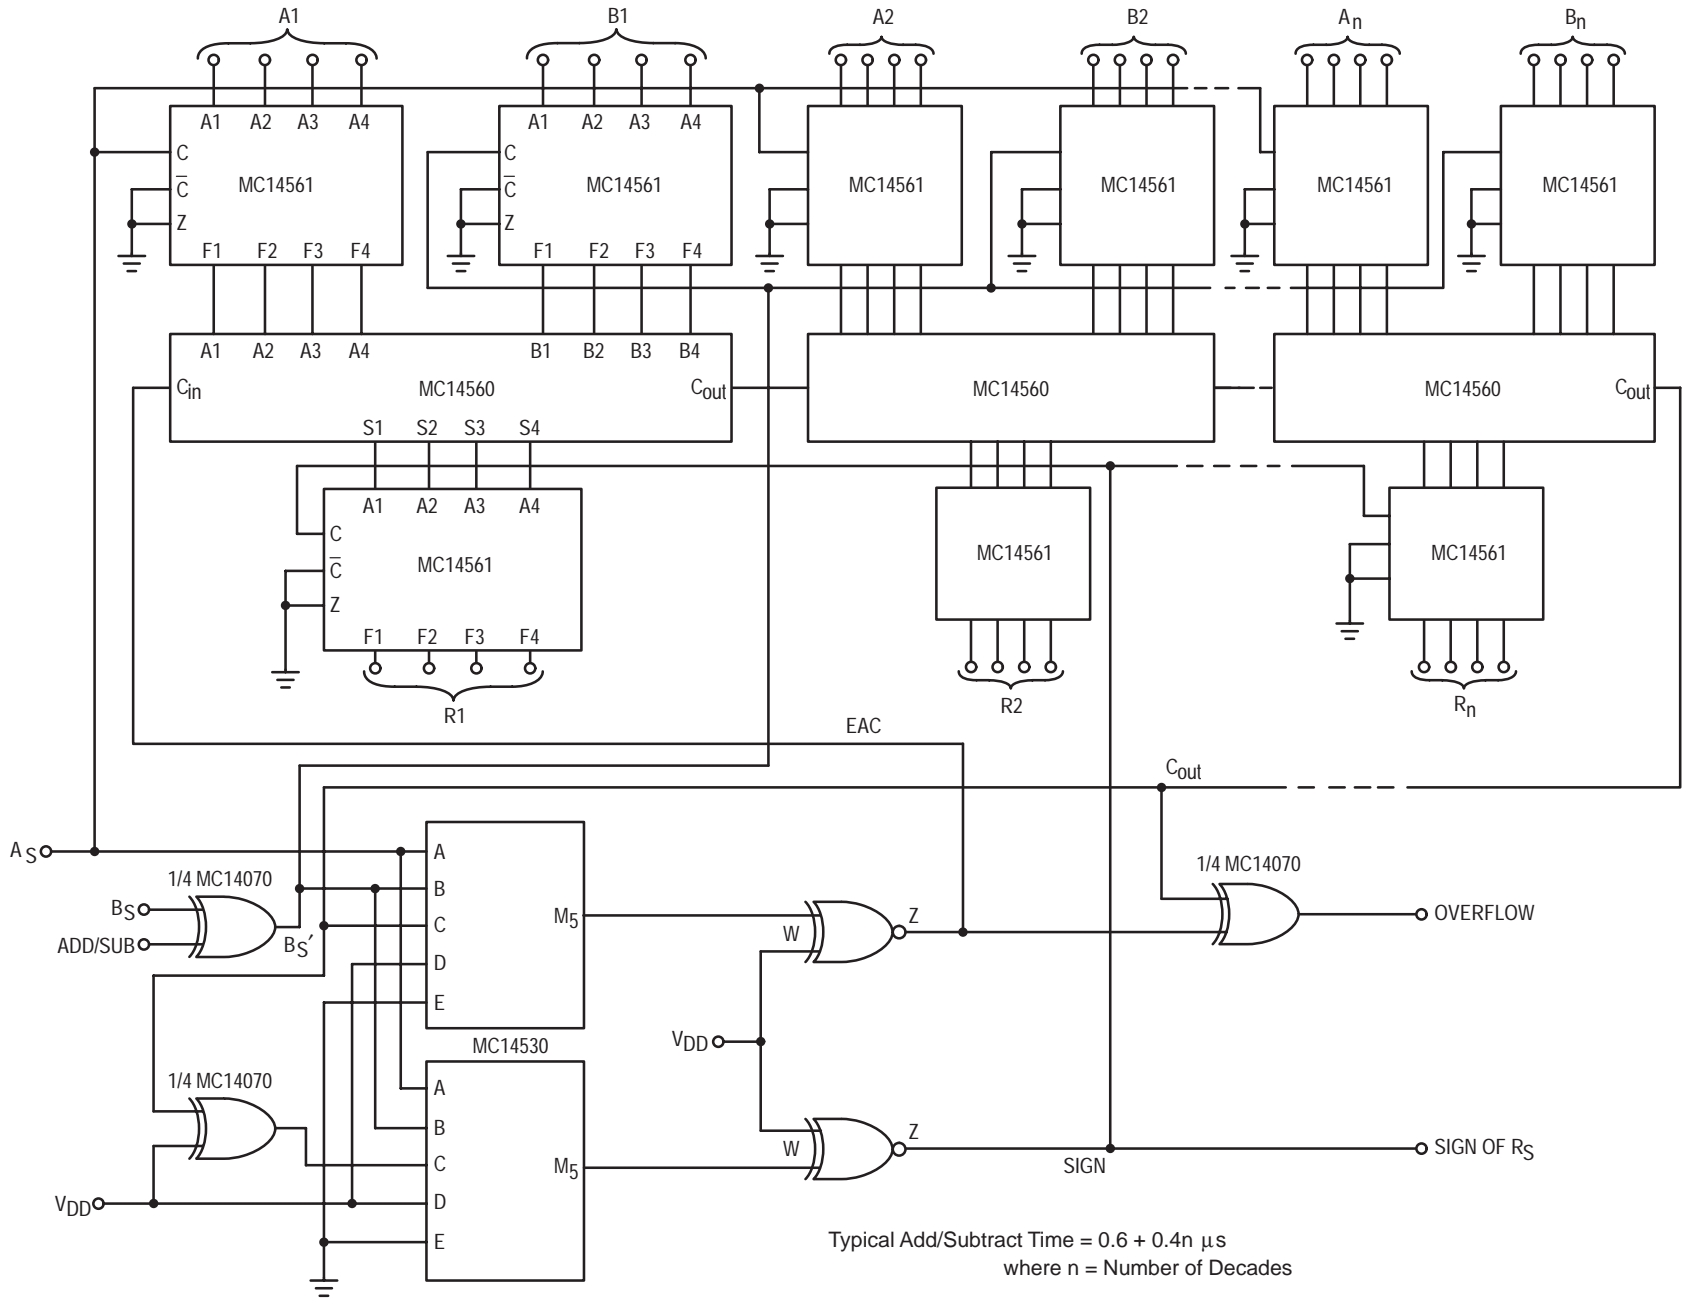 A1 B1 A2 B2 An Bn
A1 A2 A3 A4
C
C̅
Z
MC14561
F1 F2 F3 F4
A1 A2 A3 A4
C
C̅
Z
MC14561
F1 F2 F3 F4
MC14561
MC14561
MC14561
MC14561
A1 A2 A3 A4 B1 B2 B3 B4
Cin MC14560 Cout
S1 S2 S3 S4
MC14560
MC14560 Cout
A1 A2 A3 A4
C
C̅
Z
MC14561
F1 F2 F3 F4
R1
MC14561
R2
MC14561
Rn
EAC
Cout
AS
1/4 MC14070
BS
ADD/SUB
BS′
A
B
C
D
E
M5
W
Z
1/4 MC14070
OVERFLOW
VDD
MC14530
1/4 MC14070
VDD
A
B
C
D
E
M5
W
Z
SIGN
SIGN OF RS
Typical Add/Subtract Time = 0.6 + 0.4n μs
where n = Number of Decades